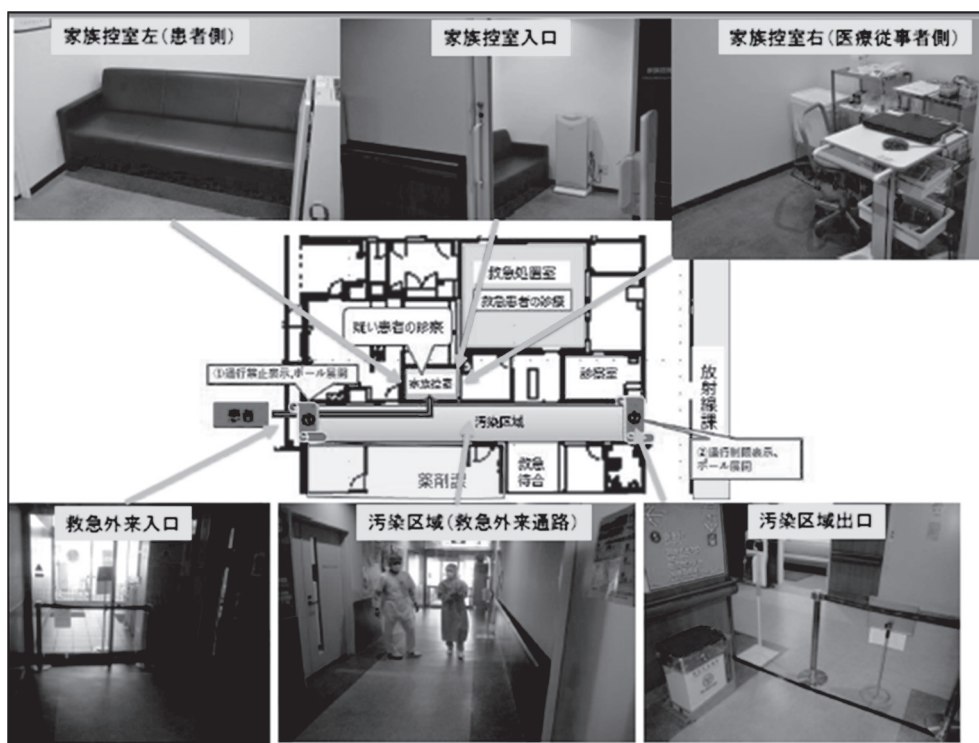 家族控室左(患者側)
家族控室入口
家族控室右(医療従事者側)
救急処置室
救急患者の診察
疑い患者の診察
①通行禁止表示、ポール展開
家族控室
診察室
放射線課
患者
汚染区域
②通行制限表示、
ポール展開
薬剤課
救急
待合
救急外来入口
汚染区域(救急外来通路)
汚染区域出口